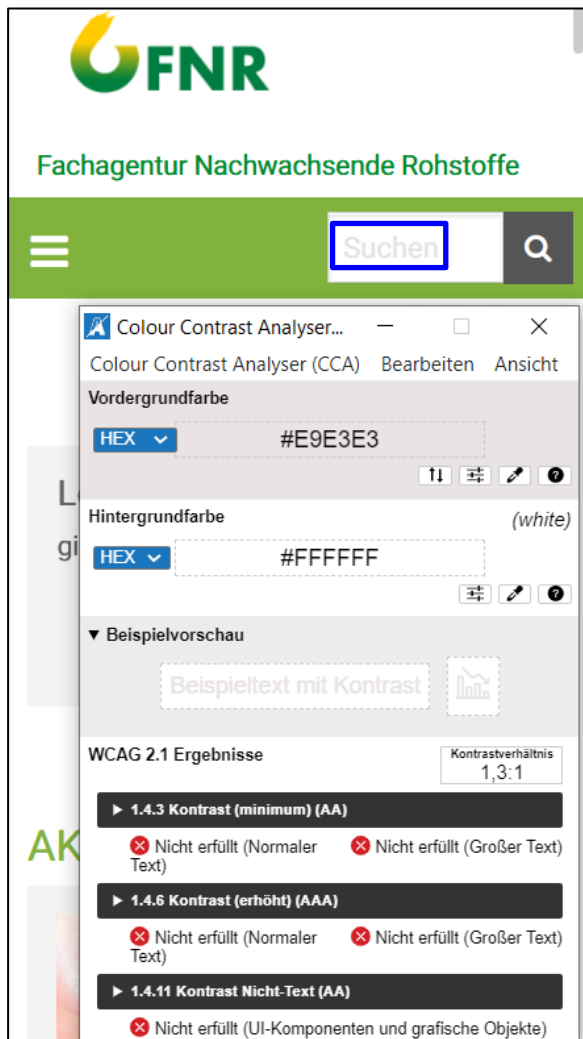 FNR
Fachagentur Nachwachsende Rohstoffe
Suchen
Colour Contrast Analyser...
Colour Contrast Analyser (CCA) Bearbeiten Ansicht
Vordergrundfarbe
HEX #E9E3E3
Hintergrundfarbe (white)
HEX #FFFFFF
gi
▼ Beispielvorschau
Beispieltext mit Kontrast
WCAG 2.1 Ergebnisse
Kontrastverhältnis
1,3:1
▶ 1.4.3 Kontrast (minimum) (AA)
AK
Nicht erfüllt (Normaler Text)
Nicht erfüllt (Großer Text)
▶ 1.4.6 Kontrast (erhöht) (AAA)
Nicht erfüllt (Normaler Text)
Nicht erfüllt (Großer Text)
▶ 1.4.11 Kontrast Nicht-Text (AA)
Nicht erfüllt (UI-Komponenten und grafische Objekte)